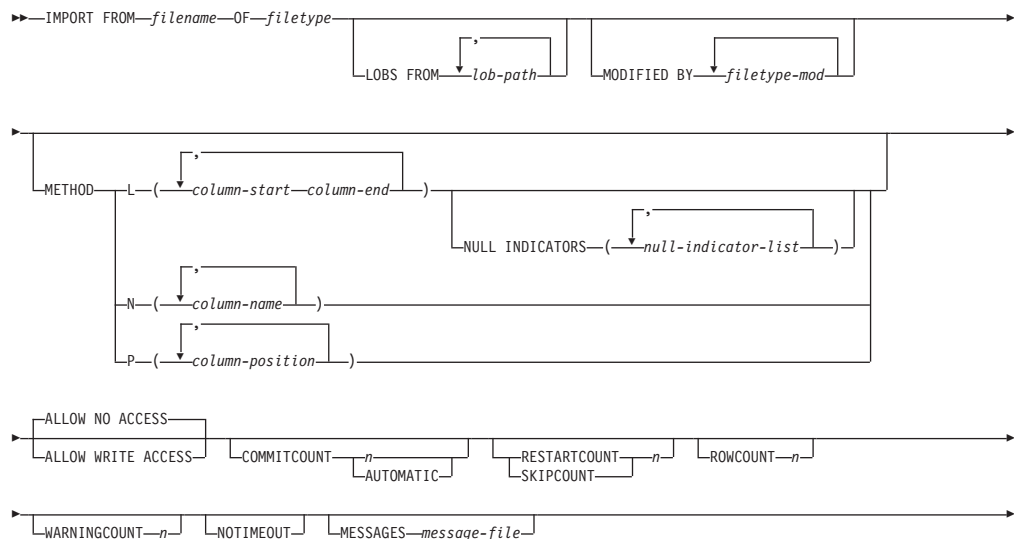 IMPORT FROM filename OF filetype
,
LOBS FROM lob-path
MODIFIED BY filetype-mod
METHOD L ( column-start column-end )
,
NULL INDICATORS ( null-indicator-list )
,
N ( column-name )
,
P ( column-position )
,
ALLOW NO ACCESS
ALLOW WRITE ACCESS
COMMITCOUNT n
AUTOMATIC
RESTARTCOUNT n
SKIPCOUNT
ROWCOUNT n
WARNINGCOUNT n
NOTIMEOUT
MESSAGES message-file